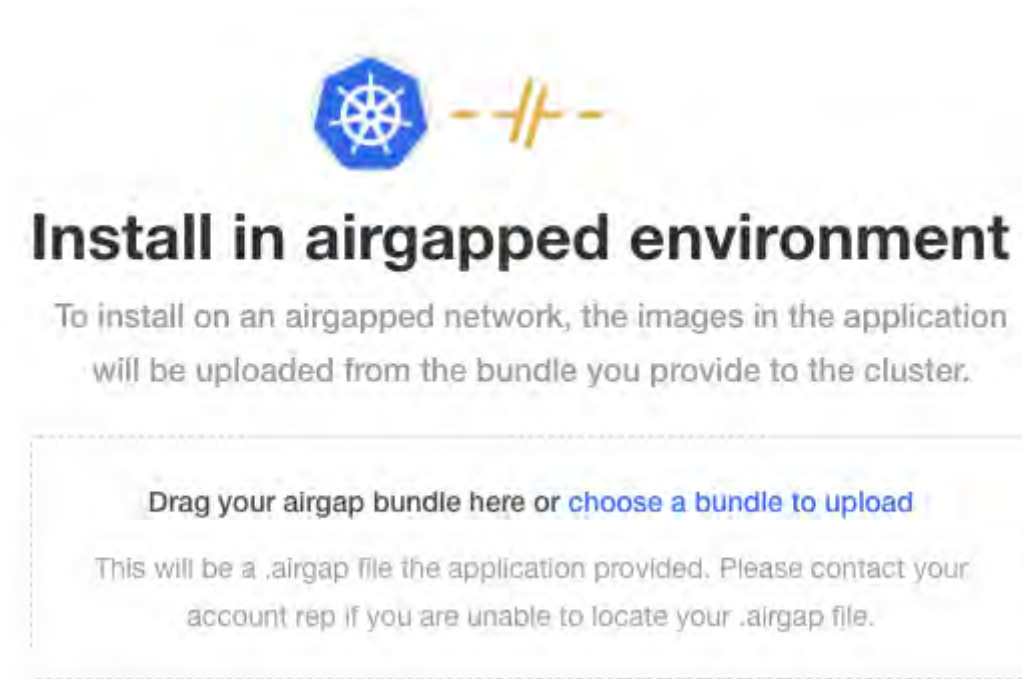 Install in airgapped environment
To install on an airgapped network, the images in the application
will be uploaded from the bundle you provide to the cluster.
Drag your airgap bundle here or choose a bundle to upload
This will be a .airgap file the application provided. Please contact your
account rep if you are unable to locate your .airgap file.